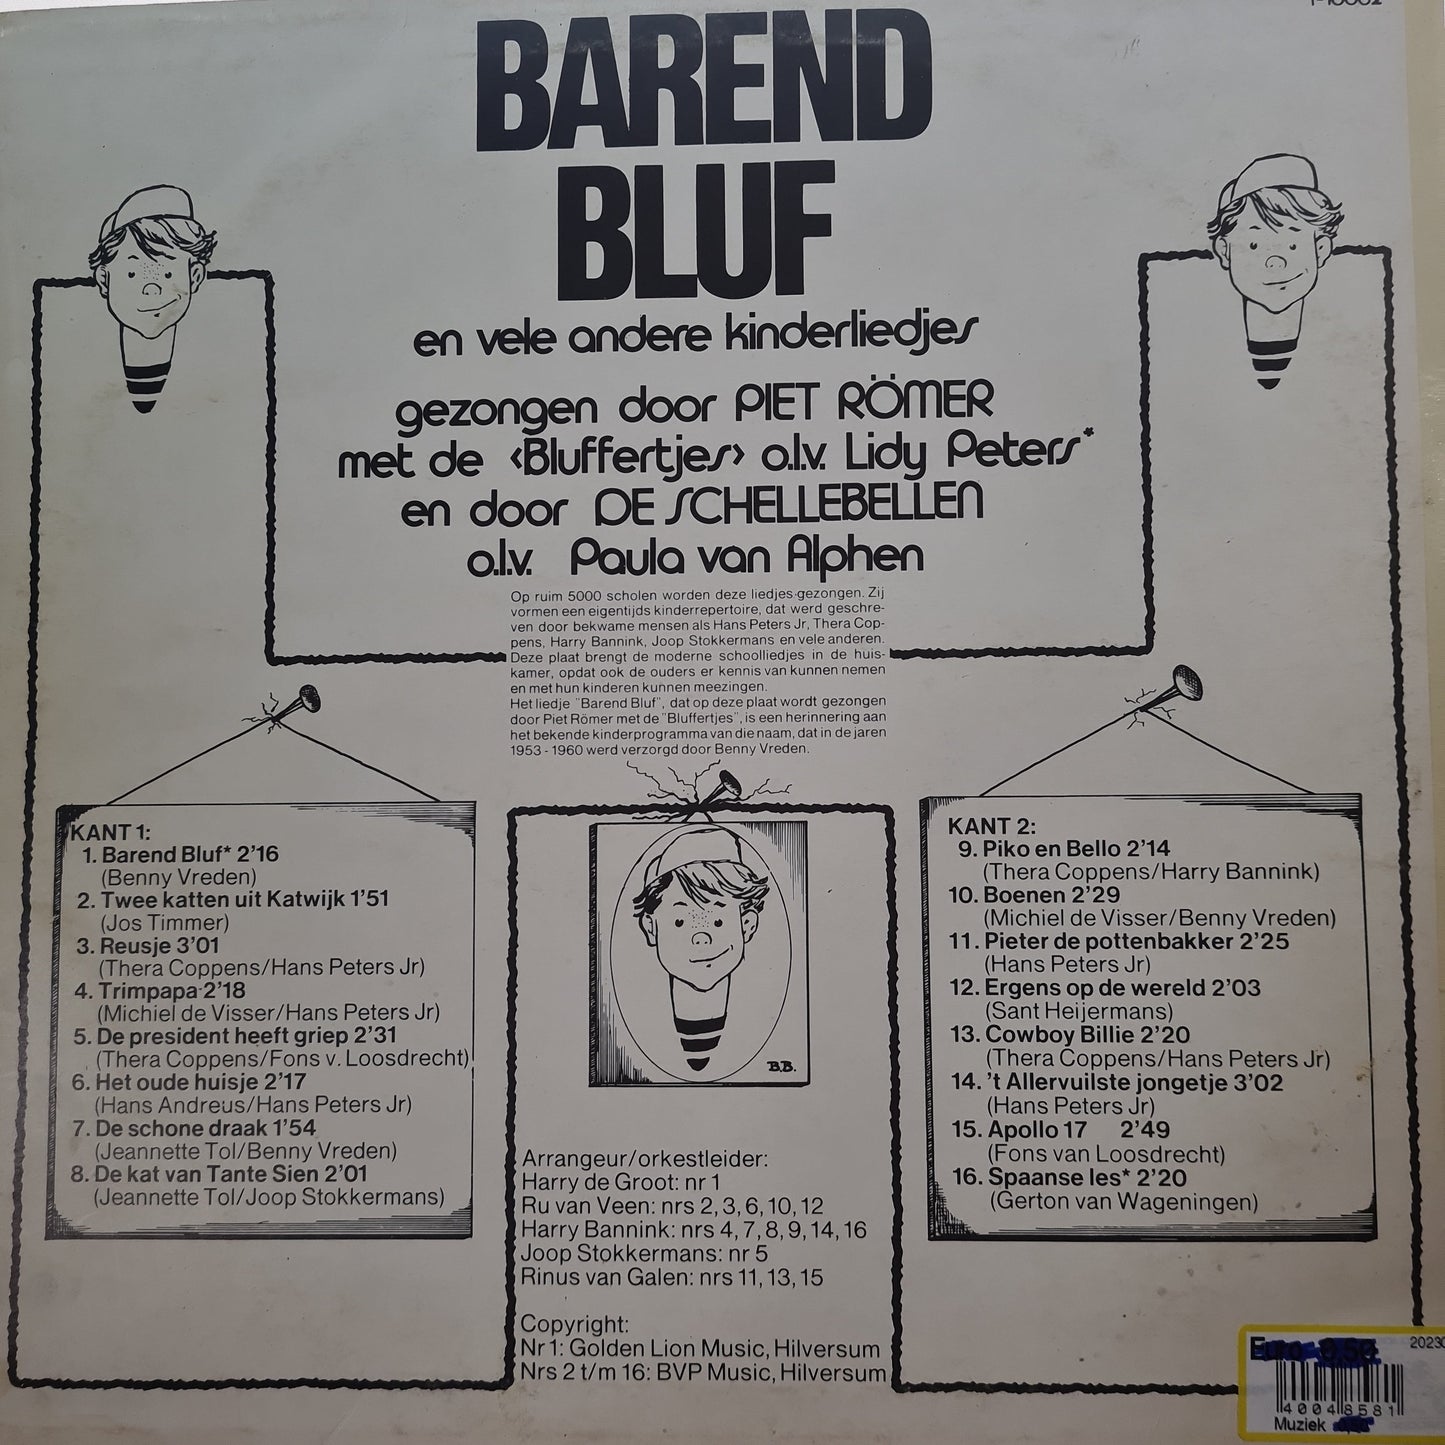 BAREND
BLUF
en vele andere kinderliedjes
gezongen door PIET RÖMER
met de ‹Bluffertjes› o.l.v. Lidy Peters*
en door DE SCHELLEBELLEN
o.l.v. Paula van Alphen
Op ruim 5000 scholen worden deze liedjes gezongen. Zij
vormen een eigentijds kinderrepertoire, dat werd geschre-
ven door bekwame mensen als Hans Peters Jr, Thera Cop-
pens, Harry Bannink, Joop Stokkermans en vele anderen.
Deze plaat brengt de moderne schoolliedjes in de huis-
kamer, opdat ook de ouders er kennis van kunnen nemen
en met hun kinderen kunnen meezingen.
Het liedje "Barend Bluf", dat op deze plaat wordt gezongen
door Piet Römer met de "Bluffertjes", is een herinnering aan
het bekende kinderprogramma van die naam, dat in de jaren
1953 - 1960 werd verzorgd door Benny Vreden.
KANT 1:
1. Barend Bluf* 2'16
(Benny Vreden)
2. Twee katten uit Katwijk 1'51
(Jos Timmer)
3. Reusje 3'01
(Thera Coppens/Hans Peters Jr)
4. Trimpapa 2'18
(Michiel de Visser/Hans Peters Jr)
5. De president heeft griep 2'31
(Thera Coppens/Fons v. Loosdrecht)
6. Het oude huisje 2'17
(Hans Andreus/Hans Peters Jr)
7. De schone draak 1'54
(Jeannette Tol/Benny Vreden)
8. De kat van Tante Sien 2'01
(Jeannette Tol/Joop Stokkermans)
B.B.
Arrangeur/orkestleider:
Harry de Groot: nr 1
Ru van Veen: nrs 2, 3, 6, 10, 12
Harry Bannink: nrs 4, 7, 8, 9, 14, 16
Joop Stokkermans: nr 5
Rinus van Galen: nrs 11, 13, 15
Copyright:
Nr 1: Golden Lion Music, Hilversum
Nrs 2 t/m 16: BVP Music, Hilversum
KANT 2:
9. Piko en Bello 2'14
(Thera Coppens/Harry Bannink)
10. Boenen 2'29
(Michiel de Visser/Benny Vreden)
11. Pieter de pottenbakker 2'25
(Hans Peters Jr)
12. Ergens op de wereld 2'03
(Sant Heijermans)
13. Cowboy Billie 2'20
(Thera Coppens/Hans Peters Jr)
14. 't Allervuilste jongetje 3'02
(Hans Peters Jr)
15. Apollo 17 2'49
(Fons van Loosdrecht)
16. Spaanse les* 2'20
(Gerton van Wageningen)
Euro 0.50
2023
40048581
Muziek